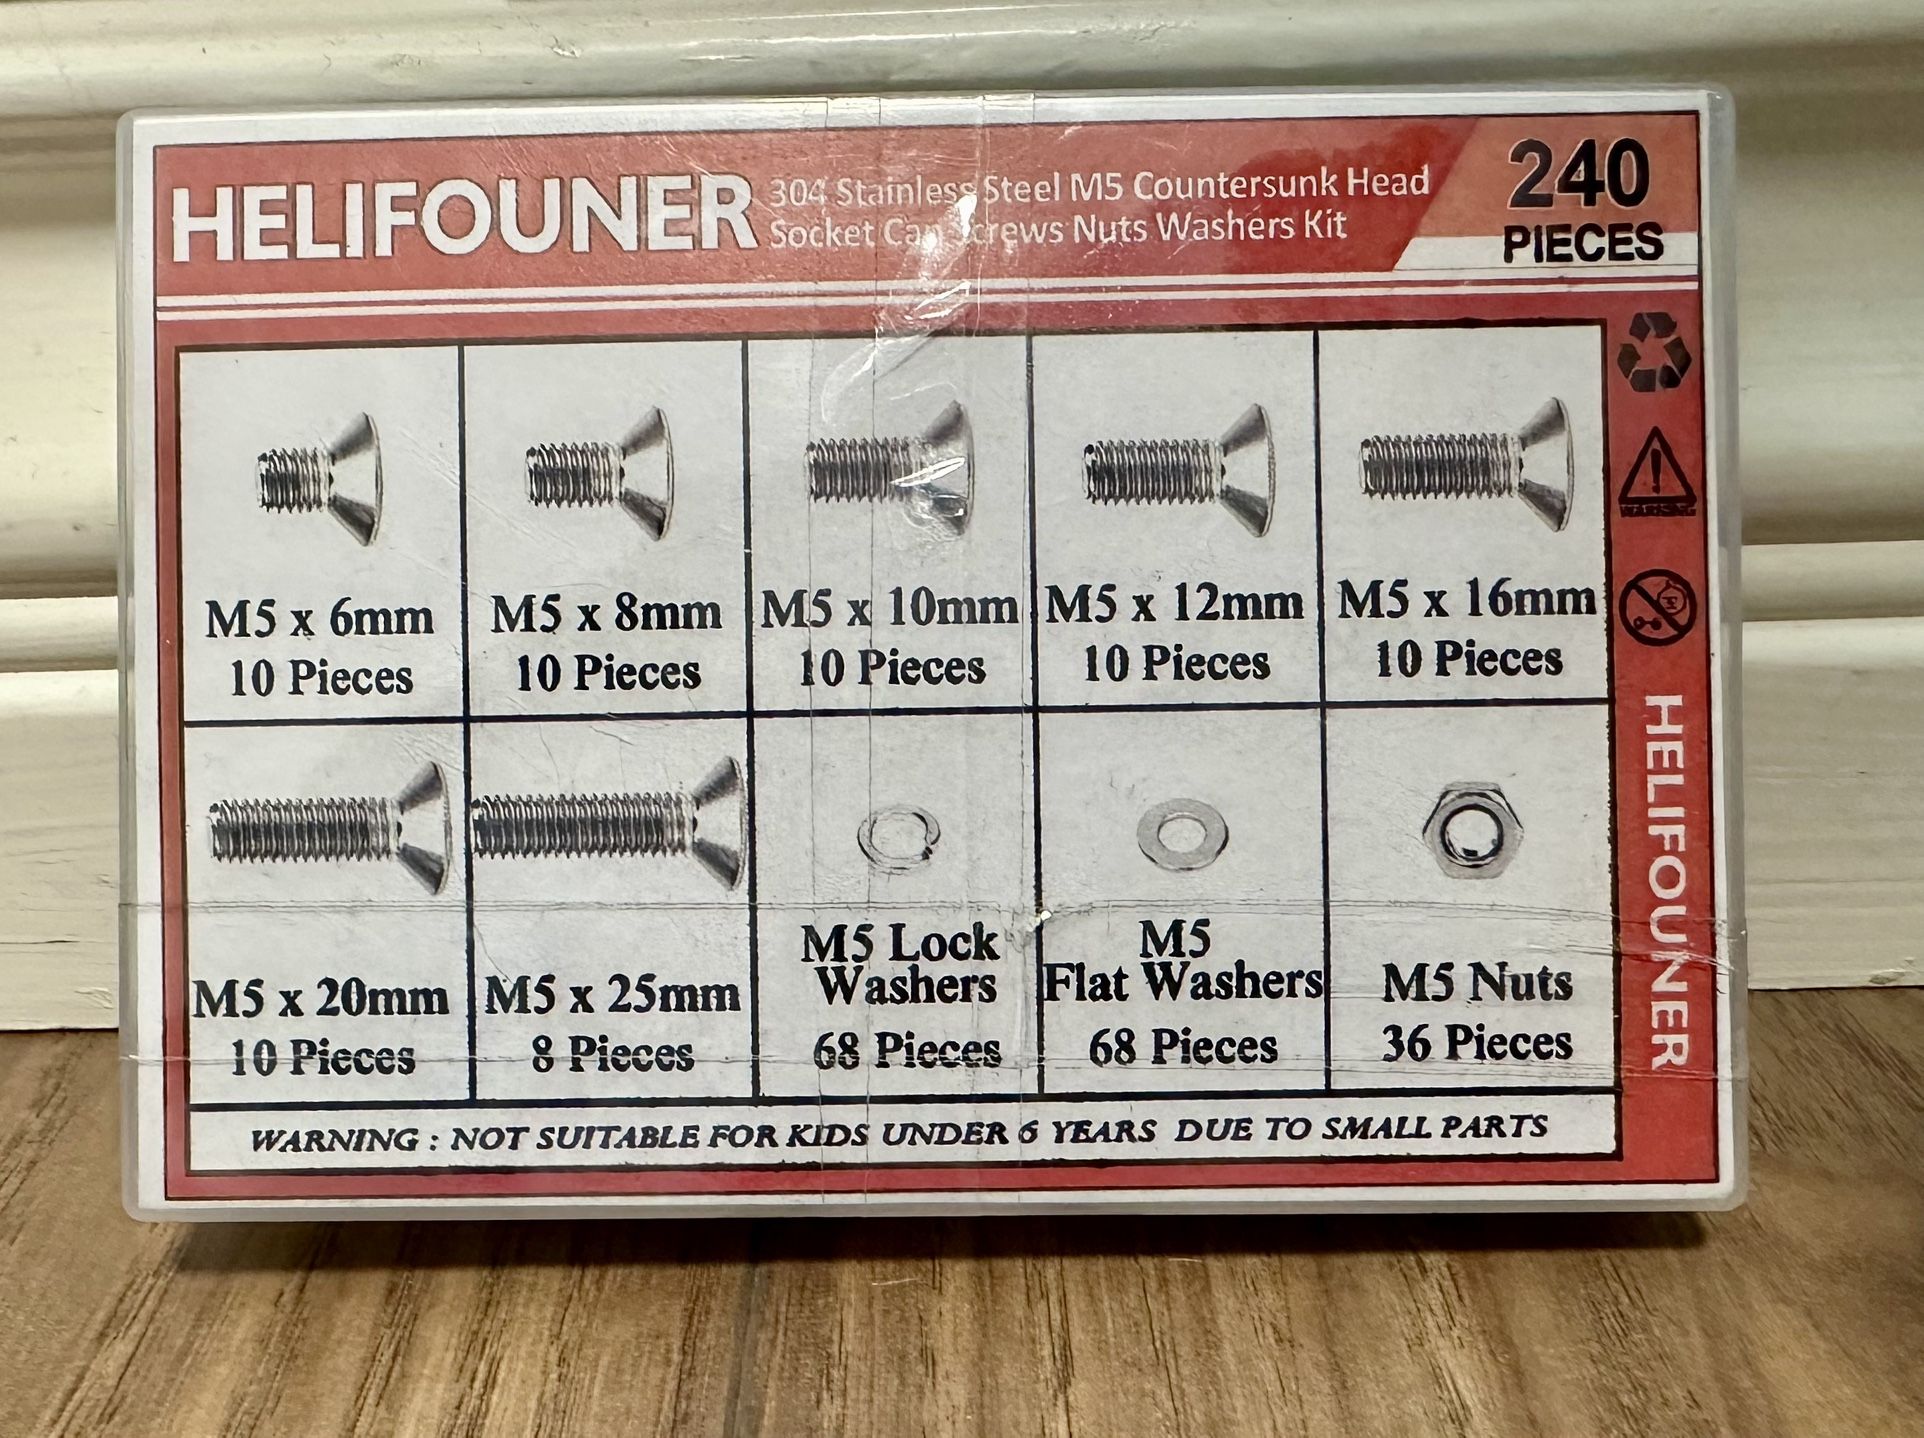 HELIFOUNER
304 Stainless Steel M5 Countersunk Head
Socket Cap Screws Nuts Washers Kit
240
PIECES
M5 x 6mm
10 Pieces
M5 x 8mm
10 Pieces
M5 x 10mm
10 Pieces
M5 x 12mm
10 Pieces
M5 x 16mm
10 Pieces
WARNING
M5 x 20mm
10 Pieces
M5 x 25mm
8 Pieces
M5 Lock
Washers
68 Pieces
M5
Flat Washers
68 Pieces
M5 Nuts
36 Pieces
HELIFOUNER
WARNING : NOT SUITABLE FOR KIDS UNDER 6 YEARS DUE TO SMALL PARTS